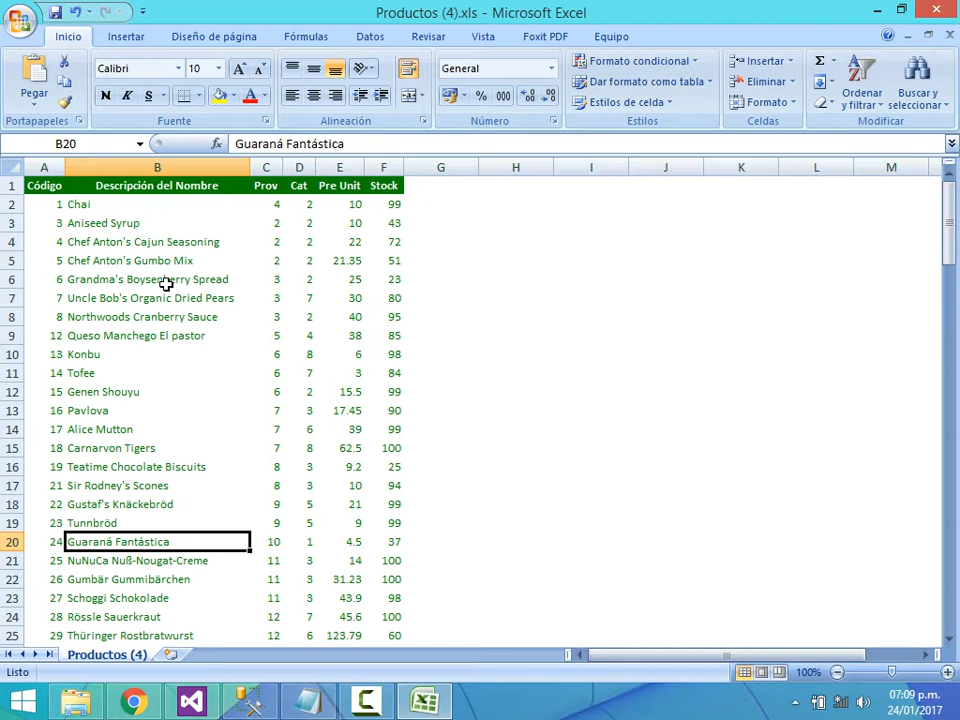 Productos (4).xls - Microsoft Excel
Inicio Insertar Diseño de página Fórmulas Datos Revisar Vista Foxit PDF Equipo
Pegar
Portapapeles
Calibri 10
N K S
Fuente
Alineación
General
% 000
Número
Formato condicional
Dar formato como tabla
Estilos de celda
Estilos
Insertar
Eliminar
Formato
Celdas
Σ
Ordenar y filtrar
Buscar y seleccionar
Modificar
B20 fx Guaraná Fantástica
A B C D E F G H I J K L M
1 Código Descripción del Nombre Prov Cat Pre Unit Stock
2 1 Chai 4 2 10 99
3 3 Aniseed Syrup 2 2 10 43
4 4 Chef Anton's Cajun Seasoning 2 2 22 72
5 5 Chef Anton's Gumbo Mix 2 2 21.35 51
6 6 Grandma's Boysenberry Spread 3 2 25 23
7 7 Uncle Bob's Organic Dried Pears 3 7 30 80
8 8 Northwoods Cranberry Sauce 3 2 40 95
9 12 Queso Manchego El pastor 5 4 38 85
10 13 Konbu 6 8 6 98
11 14 Tofee 6 7 3 84
12 15 Genen Shouyu 6 2 15.5 99
13 16 Pavlova 7 3 17.45 90
14 17 Alice Mutton 7 6 39 99
15 18 Carnarvon Tigers 7 8 62.5 100
16 19 Teatime Chocolate Biscuits 8 3 9.2 25
17 21 Sir Rodney's Scones 8 3 10 94
18 22 Gustaf's Knäckebröd 9 5 21 99
19 23 Tunnbröd 9 5 9 99
20 24 Guaraná Fantástica 10 1 4.5 37
21 25 NuNuCa Nuß-Nougat-Creme 11 3 14 100
22 26 Gumbär Gummibärchen 11 3 31.23 100
23 27 Schoggi Schokolade 11 3 43.9 98
24 28 Rössle Sauerkraut 12 7 45.6 100
25 29 Thüringer Rostbratwurst 12 6 123.79 60
Productos (4)
Listo 100%
07:09 p.m.
24/01/2017